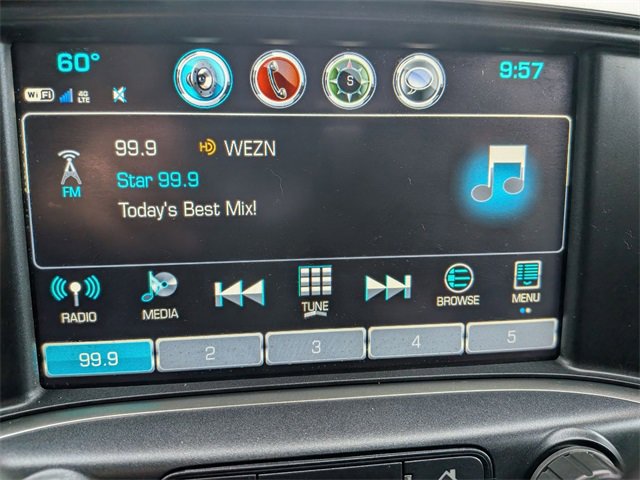 60° 9:57
WiFi 4G LTE
S
99.9 HD WEZN
FM Star 99.9
Today's Best Mix!
RADIO MEDIA TUNE BROWSE MENU
99.9 2 3 4 5